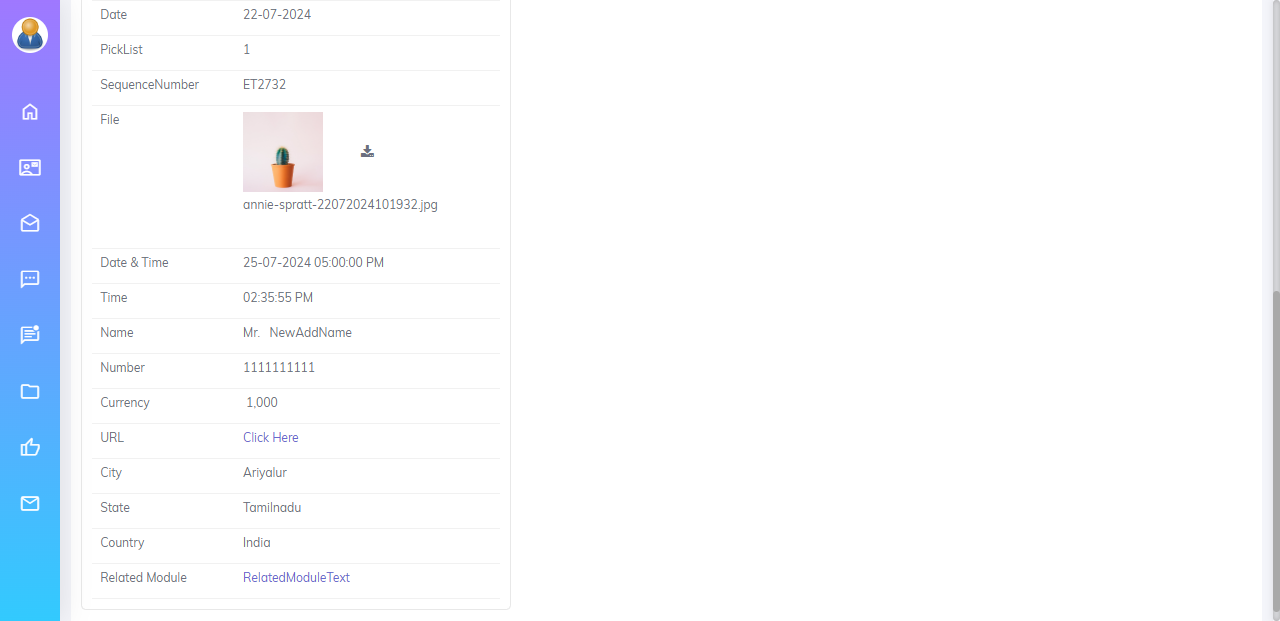 Date 22-07-2024
PickList 1
SequenceNumber ET2732
File
annie-spratt-22072024101932.jpg
Date & Time 25-07-2024 05:00:00 PM
Time 02:35:55 PM
Name Mr. NewAddName
Number 1111111111
Currency 1,000
URL Click Here
City Ariyalur
State Tamilnadu
Country India
Related Module RelatedModuleText